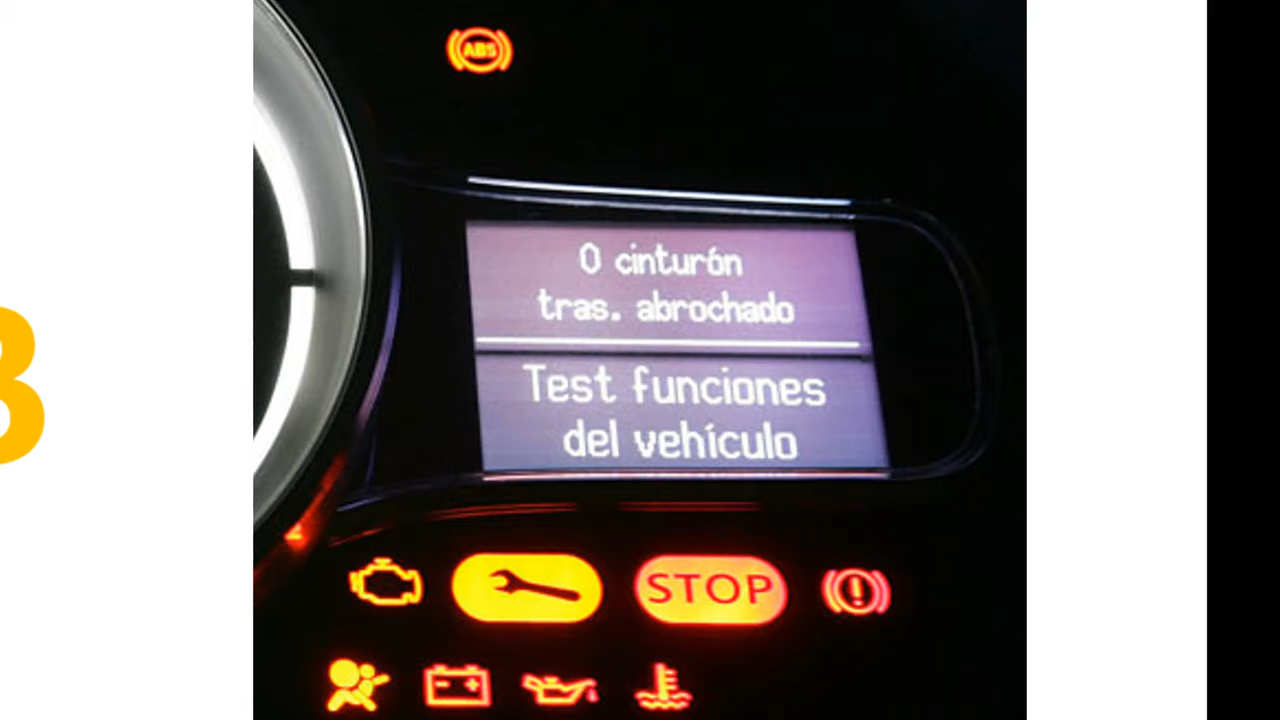 ABS
0 cinturón
tras. abrochado
Test funciones
del vehículo
STOP